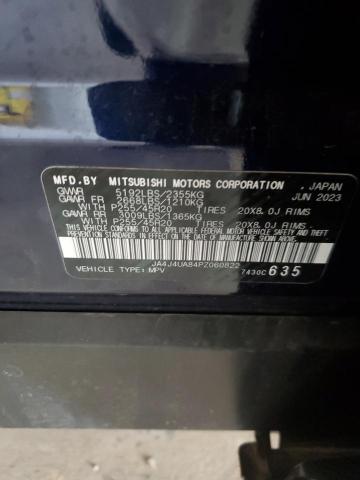 MFD.BY MITSUBISHI MOTORS CORPORATION, JAPAN
GVWR 5192LBS/2355KG JUN 2023
GAWR FR 2668LBS/1210KG
WITH P255/45R20 TIRES 20X8.0J RIMS
GAWR RR 3009LBS/1365KG
WITH P255/45R20 TIRES 20X8.0J RIMS
THIS VEHICLE CONFORMS TO ALL APPLICABLE FEDERAL MOTOR VEHICLE SAFETY AND THEFT PREVENTION STANDARDS IN EFFECT ON THE DATE OF MANUFACTURE SHOWN ABOVE.
JA4J4UA84PZ060822
VEHICLE TYPE:MPV 7430C 635